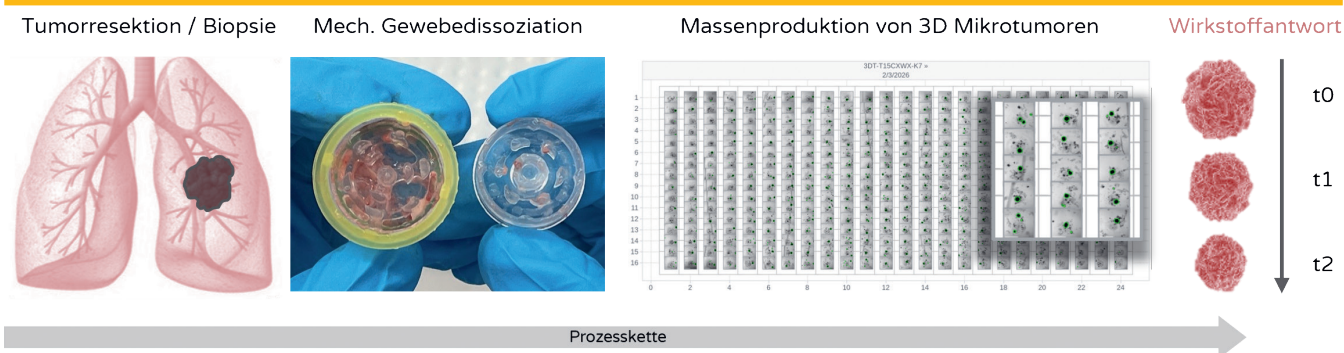 Tumorresektion / Biopsie
Mech. Gewebedissoziation
Massenproduktion von 3D Mikrotumoren
Wirkstoffantwort
3DT-T15CXWX-K7 »
2/3/2026
1
2
3
4
5
6
7
8
9
10
11
12
13
14
15
16
0 2 4 6 8 10 12 14 16 18 20 22 24
t0
t1
t2
Prozesskette